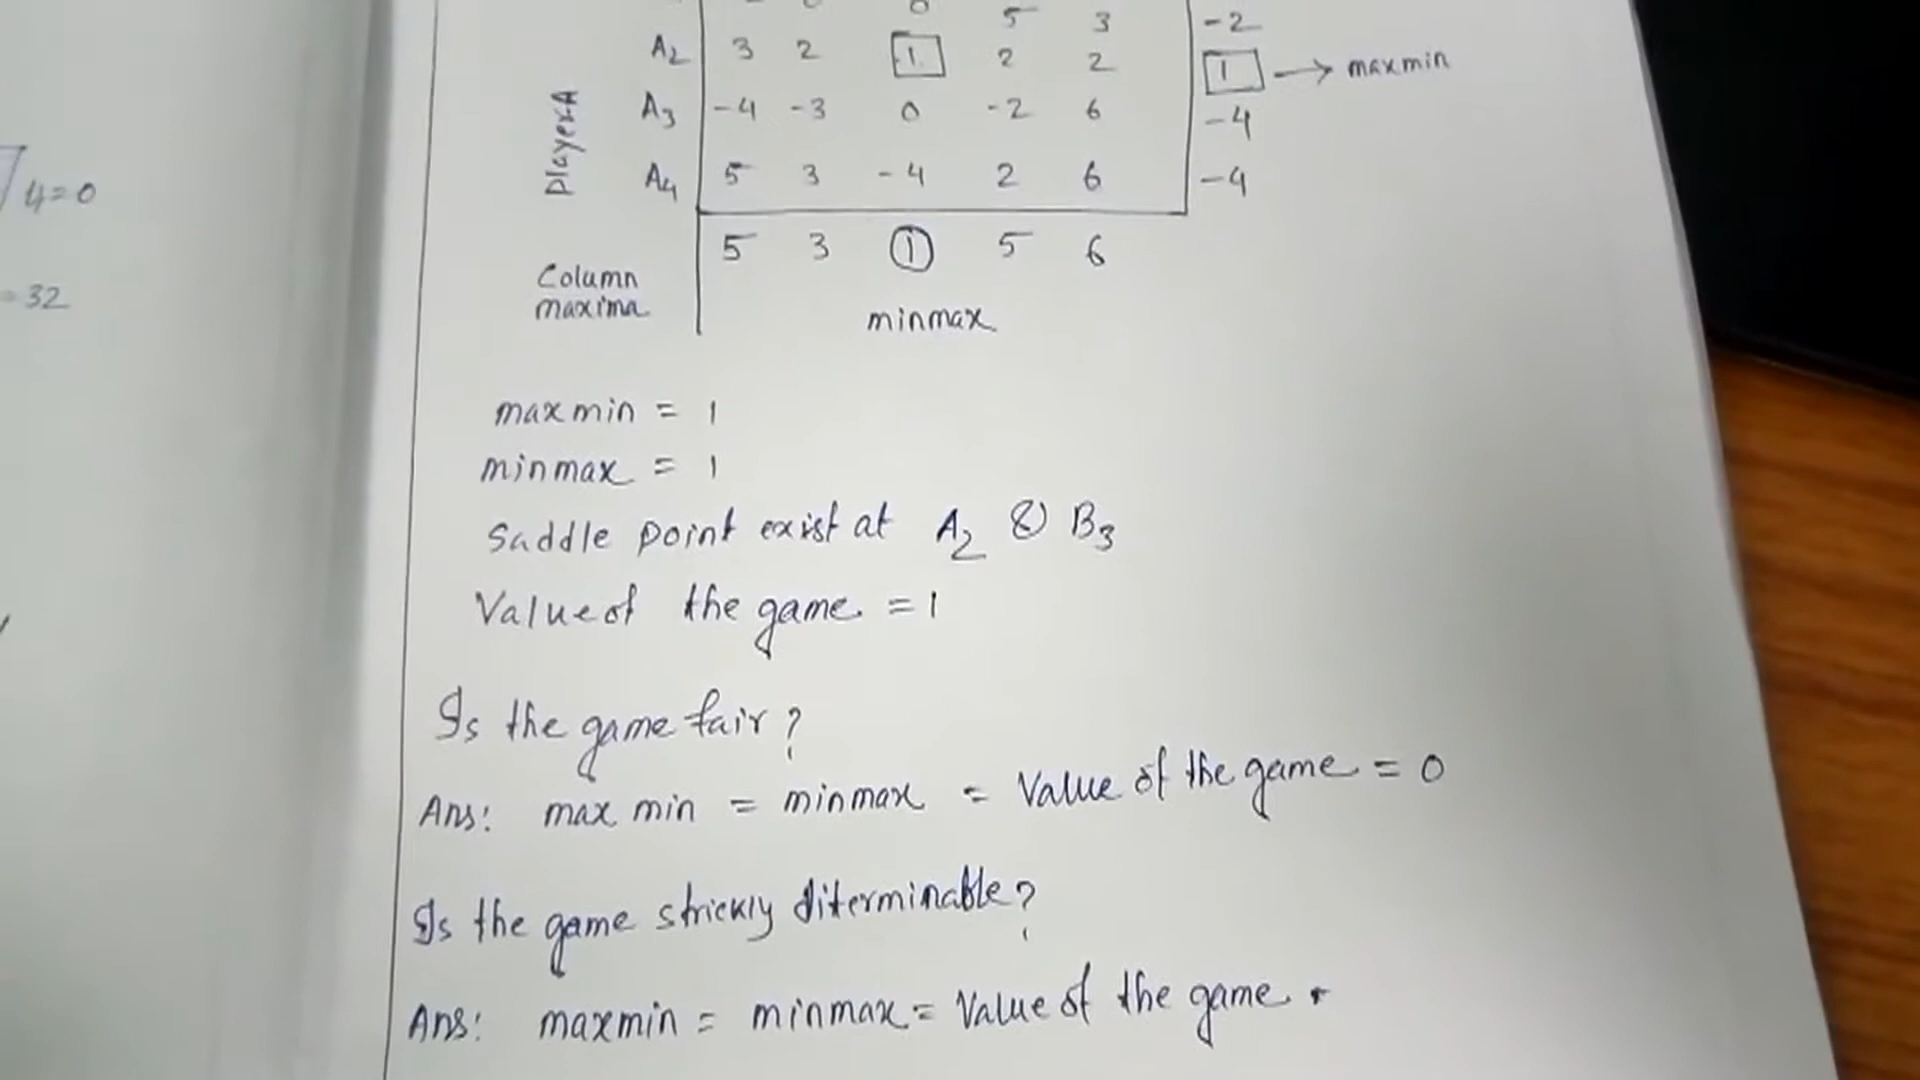 0 5 3 -2
A2 3 2 1 2 2 1 → maxmin
A3 -4 -3 0 -2 6 -4
A4 5 3 -4 2 6 -4
Player-A
5 3 1 5 6
Column
maxima
minmax
4=0
=32
maxmin = 1
minmax = 1
Saddle point exist at A2 & B3
Value of the game = 1
Is the game fair?
Ans: max min = minmax = Value of the game = 0
Is the game strickly diterminable?
Ans: maxmin = minmax = Value of the game.